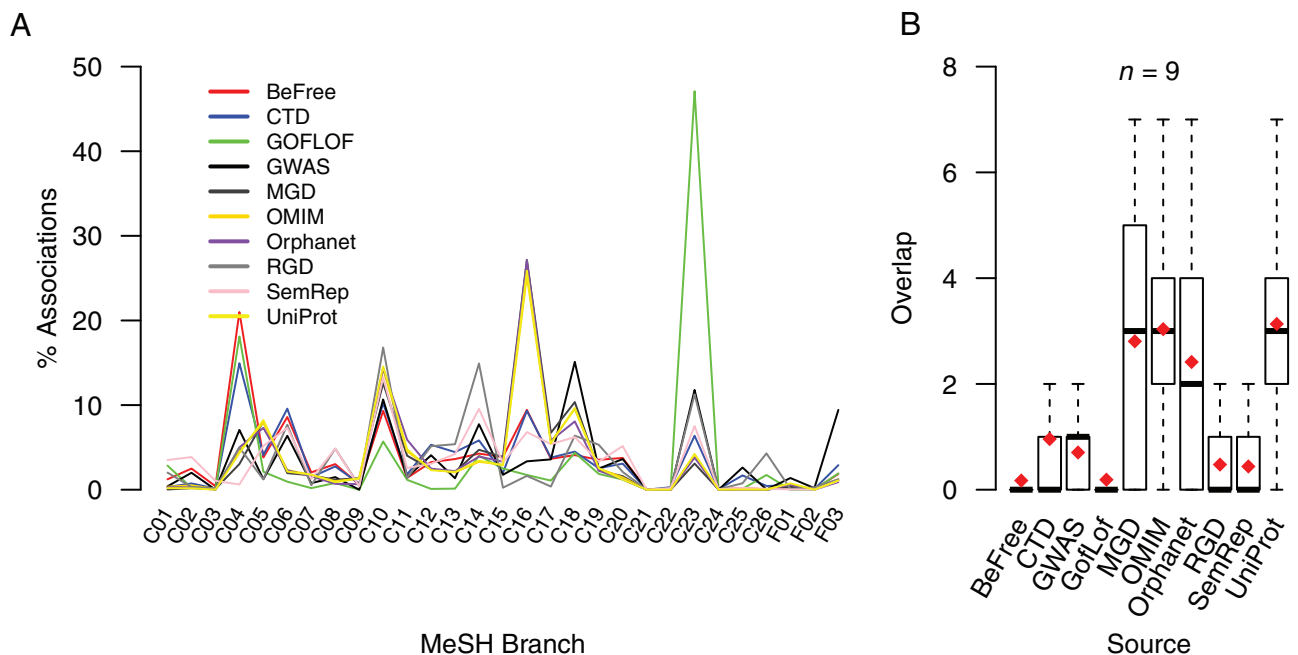 A
% Associations
50
40
30
20
10
0
BeFree
CTD
GOFLOF
GWAS
MGD
OMIM
Orphanet
RGD
SemRep
UniProt
C01
C02
C03
C04
C05
C06
C07
C08
C09
C10
C11
C12
C13
C14
C15
C16
C17
C18
C19
C20
C21
C22
C23
C24
C25
C26
F01
F02
F03
MeSH Branch
B
n = 9
Overlap
8
6
4
2
0
BeFree
CTD
GWAS
GofLof
MGD
OMIM
Orphanet
RGD
SemRep
UniProt
Source